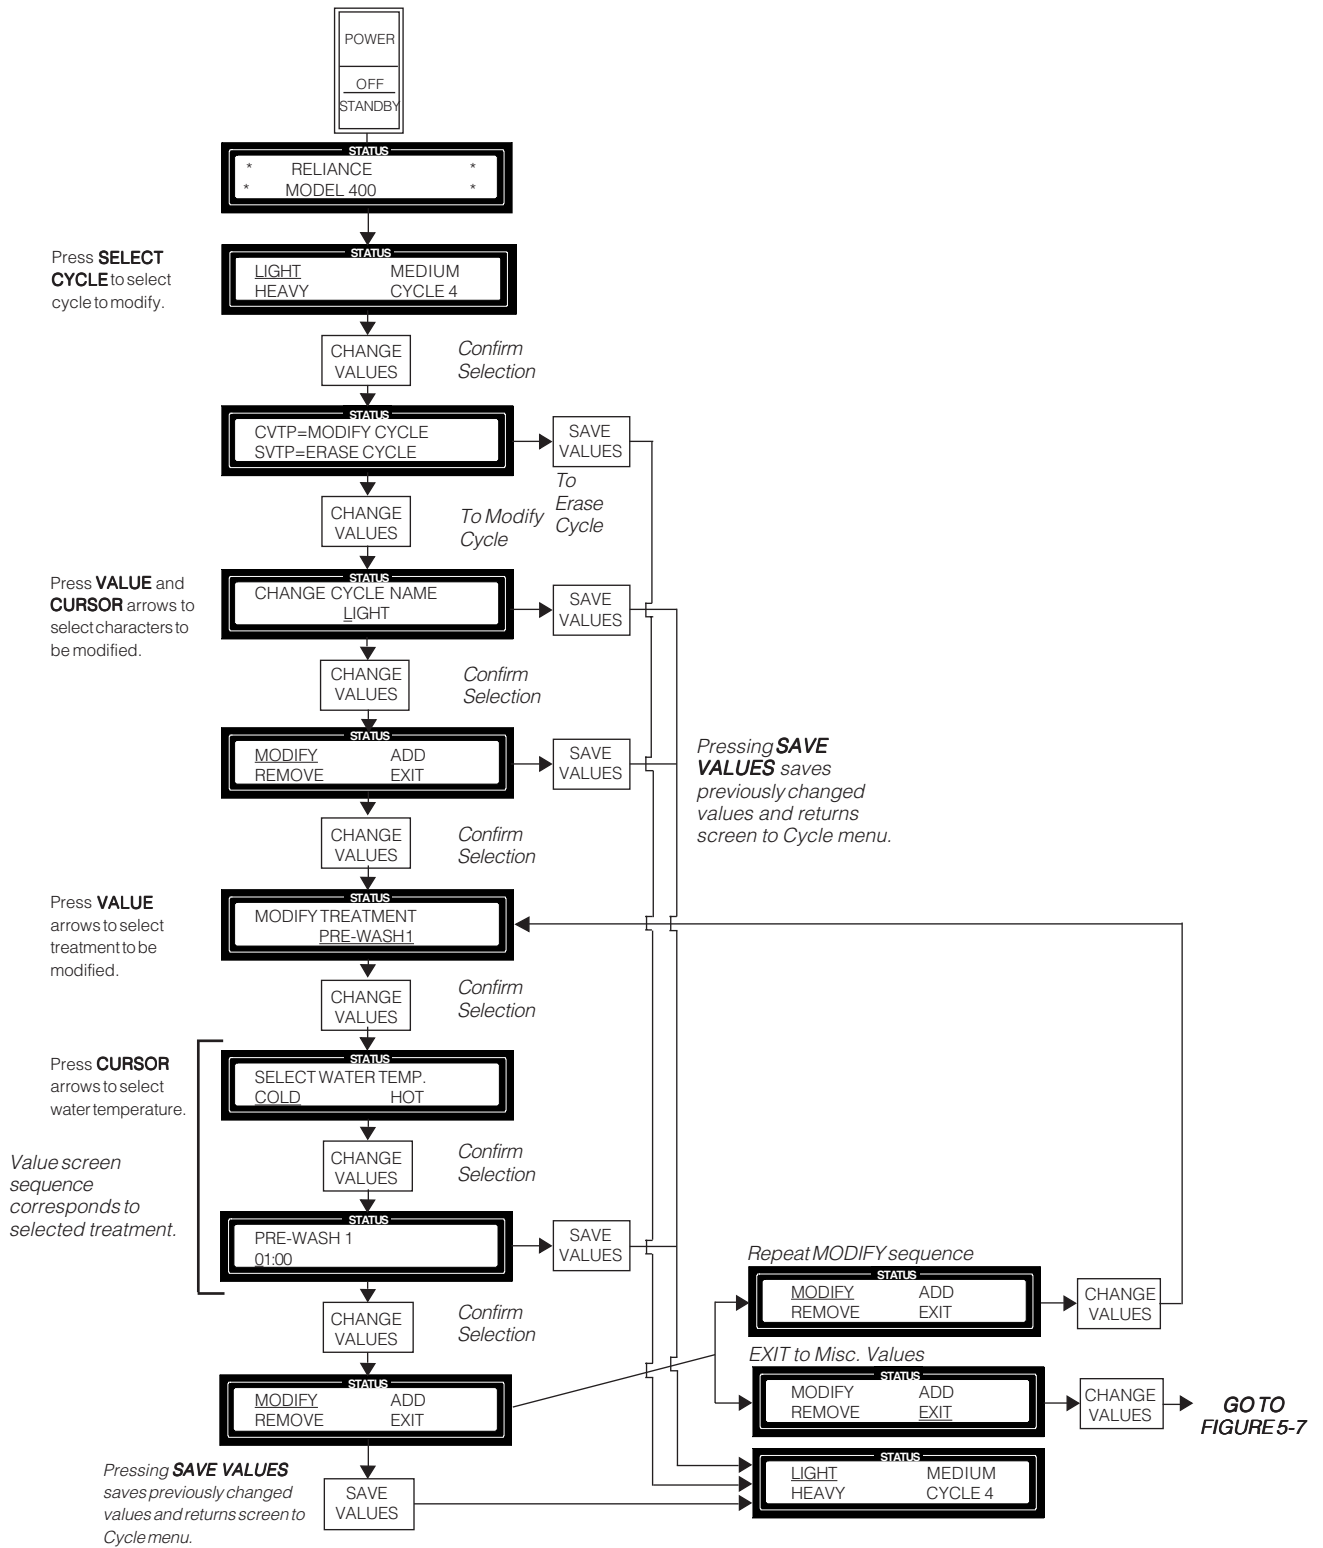 POWER
OFF
STANDBY
STATUS
* RELIANCE *
* MODEL 400 *
Press SELECT
CYCLE to select
cycle to modify.
STATUS
LIGHT MEDIUM
HEAVY CYCLE 4
CHANGE
VALUES
Confirm
Selection
STATUS
CVTP=MODIFY CYCLE
SVTP=ERASE CYCLE
SAVE
VALUES
To
Erase
Cycle
CHANGE
VALUES
To Modify
Cycle
Press VALUE and
CURSOR arrows to
select characters to
be modified.
STATUS
CHANGE CYCLE NAME
LIGHT
SAVE
VALUES
CHANGE
VALUES
Confirm
Selection
STATUS
MODIFY ADD
REMOVE EXIT
SAVE
VALUES
Pressing SAVE
VALUES saves
previously changed
values and returns
screen to Cycle menu.
CHANGE
VALUES
Confirm
Selection
Press VALUE
arrows to select
treatment to be
modified.
STATUS
MODIFY TREATMENT
PRE-WASH1
CHANGE
VALUES
Confirm
Selection
Press CURSOR
arrows to select
water temperature.
STATUS
SELECT WATER TEMP.
COLD HOT
CHANGE
VALUES
Confirm
Selection
Value screen
sequence
corresponds to
selected treatment.
STATUS
PRE-WASH 1
01:00
SAVE
VALUES
CHANGE
VALUES
Confirm
Selection
STATUS
MODIFY ADD
REMOVE EXIT
Repeat MODIFY sequence
STATUS
MODIFY ADD
REMOVE EXIT
CHANGE
VALUES
EXIT to Misc. Values
STATUS
MODIFY ADD
REMOVE EXIT
CHANGE
VALUES
GO TO
FIGURE 5-7
STATUS
LIGHT MEDIUM
HEAVY CYCLE 4
Pressing SAVE VALUES
saves previously changed
values and returns screen to
Cycle menu.
SAVE
VALUES